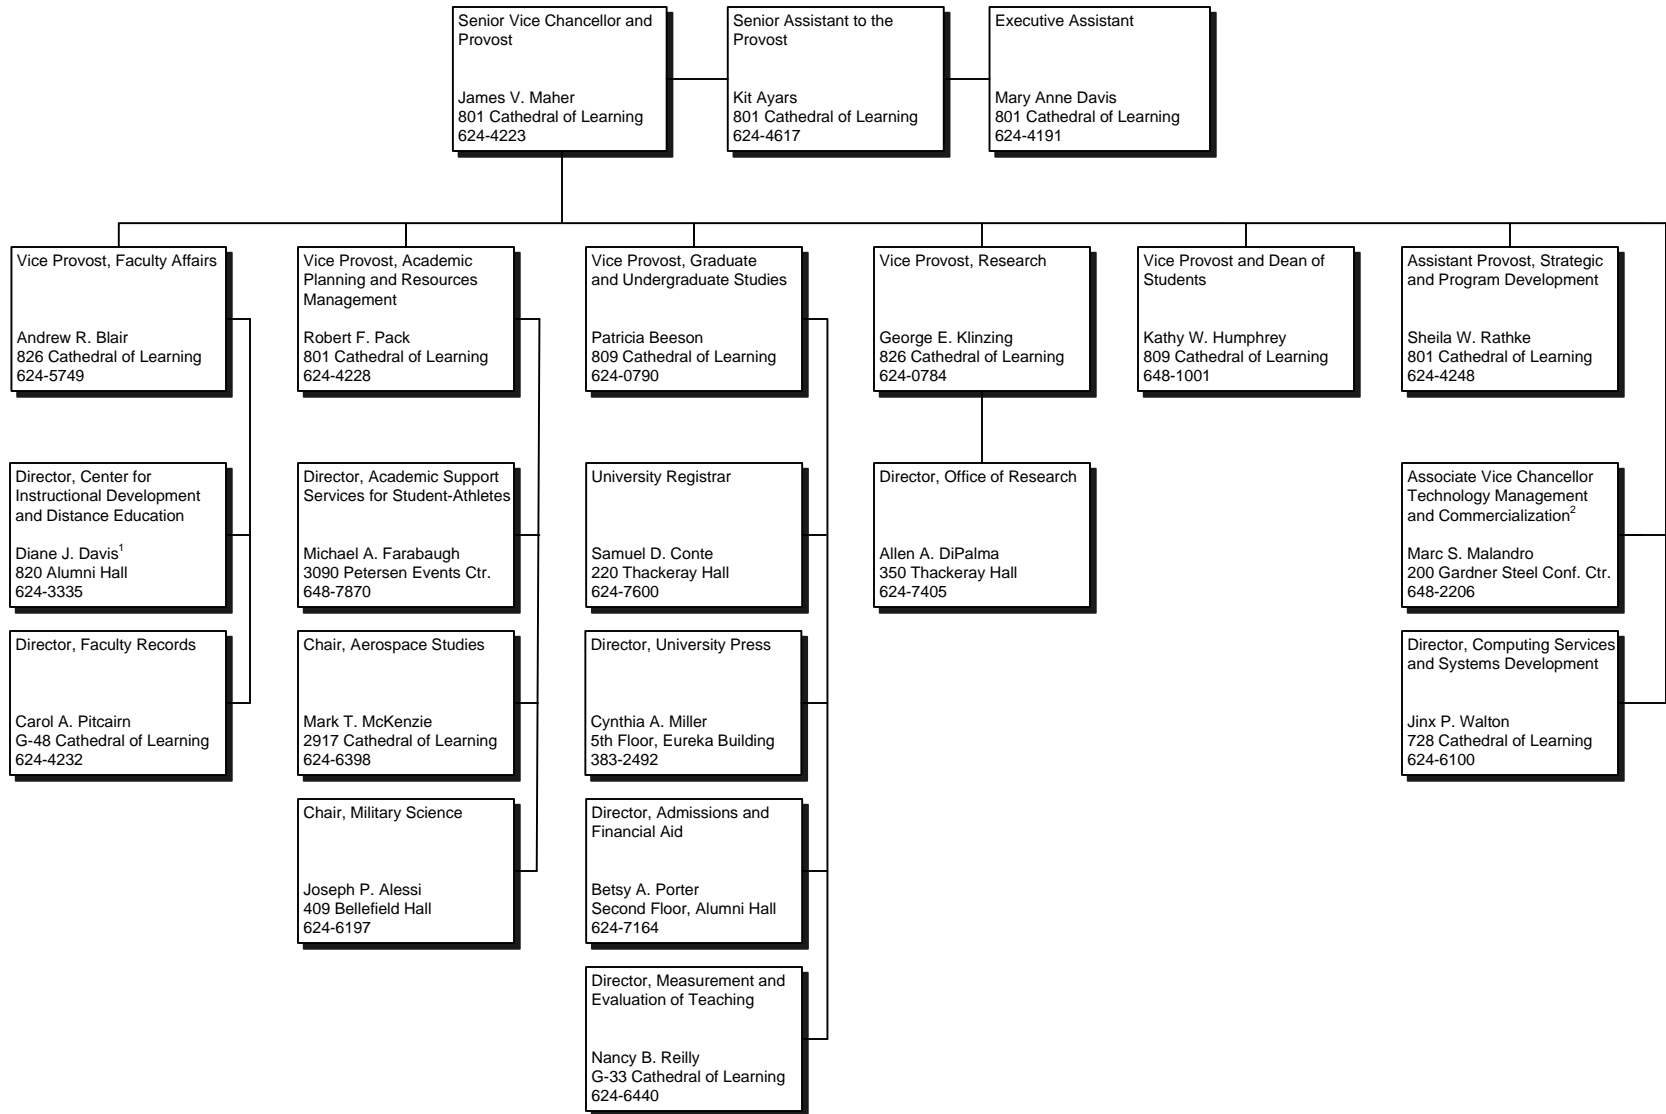 Senior Vice Chancellor and
Provost
James V. Maher
801 Cathedral of Learning
624-4223
Senior Assistant to the
Provost
Kit Ayars
801 Cathedral of Learning
624-4617
Executive Assistant
Mary Anne Davis
801 Cathedral of Learning
624-4191
Vice Provost, Faculty Affairs
Andrew R. Blair
826 Cathedral of Learning
624-5749
Vice Provost, Academic
Planning and Resources
Management
Robert F. Pack
801 Cathedral of Learning
624-4228
Vice Provost, Graduate
and Undergraduate Studies
Patricia Beeson
809 Cathedral of Learning
624-0790
Vice Provost, Research
George E. Klinzing
826 Cathedral of Learning
624-0784
Vice Provost and Dean of
Students
Kathy W. Humphrey
809 Cathedral of Learning
648-1001
Assistant Provost, Strategic
and Program Development
Sheila W. Rathke
801 Cathedral of Learning
624-4248
Director, Center for
Instructional Development
and Distance Education
Diane J. Davis¹
820 Alumni Hall
624-3335
Director, Academic Support
Services for Student-Athletes
Michael A. Farabaugh
3090 Petersen Events Ctr.
648-7870
University Registrar
Samuel D. Conte
220 Thackeray Hall
624-7600
Director, Office of Research
Allen A. DiPalma
350 Thackeray Hall
624-7405
Associate Vice Chancellor
Technology Management
and Commercialization²
Marc S. Malandro
200 Gardner Steel Conf. Ctr.
648-2206
Director, Faculty Records
Carol A. Pitcairn
G-48 Cathedral of Learning
624-4232
Chair, Aerospace Studies
Mark T. McKenzie
2917 Cathedral of Learning
624-6398
Director, University Press
Cynthia A. Miller
5th Floor, Eureka Building
383-2492
Director, Computing Services
and Systems Development
Jinx P. Walton
728 Cathedral of Learning
624-6100
Chair, Military Science
Joseph P. Alessi
409 Bellefield Hall
624-6197
Director, Admissions and
Financial Aid
Betsy A. Porter
Second Floor, Alumni Hall
624-7164
Director, Measurement and
Evaluation of Teaching
Nancy B. Reilly
G-33 Cathedral of Learning
624-6440